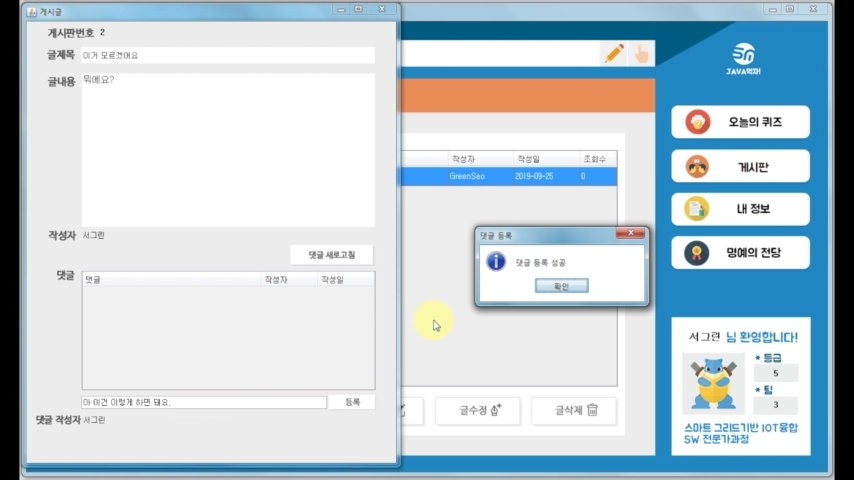 게시글
게시판번호 2
글제목 이거 모르겠어요
글내용 뭐에요?
작성자 서그린
댓글 새로고침
댓글
댓글 작성자 작성일
아 이건 이렇게 하면 돼요. 등록
댓글 작성자 서그린
작성자 작성일 조회수
GreenSeo 2019-09-25 0
댓글 등록
댓글 등록 성공
확인
글수정 글삭제
JAVA먹자!
오늘의 퀴즈
게시판
내 정보
명예의 전당
서그린 님 환영합니다!
* 등급
5
* 팀
3
스마트 그리드기반 IOT융합
SW 전문가과정